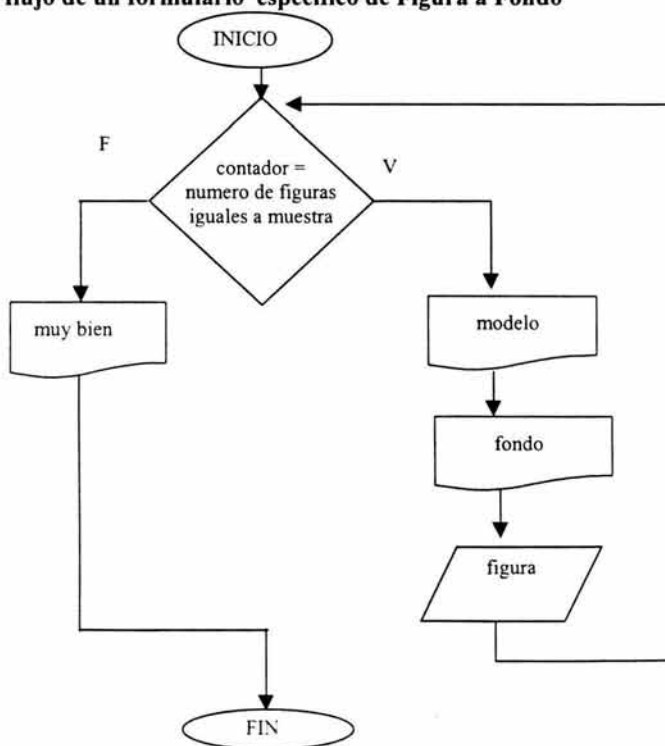 flujo de un formulario especifico de Figura a Fondo
INICIO
F
V
contador =
numero de figuras
iguales a muestra
muy bien
modelo
fondo
figura
FIN